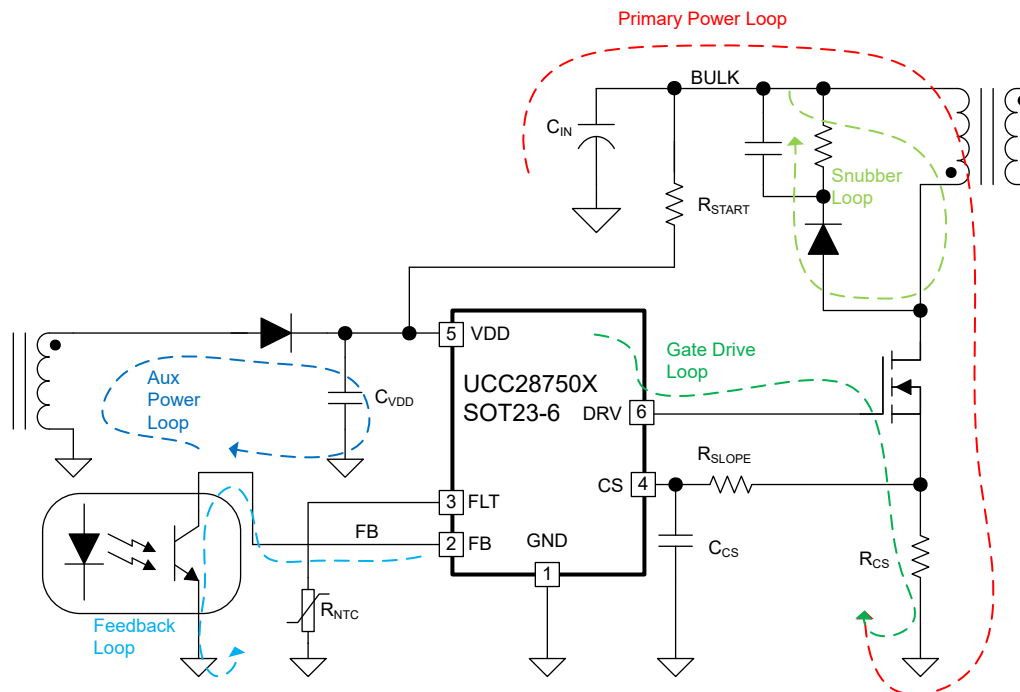 Primary Power Loop
BULK
CIN
Snubber
Loop
RSTART
5
VDD
Gate Drive
Loop
Aux
Power
Loop
CVDD
UCC28750X
SOT23-6
DRV
6
RSLOPE
CS
4
3
FLT
FB
2
FB
GND
1
CCS
RCS
RNTC
Feedback
Loop